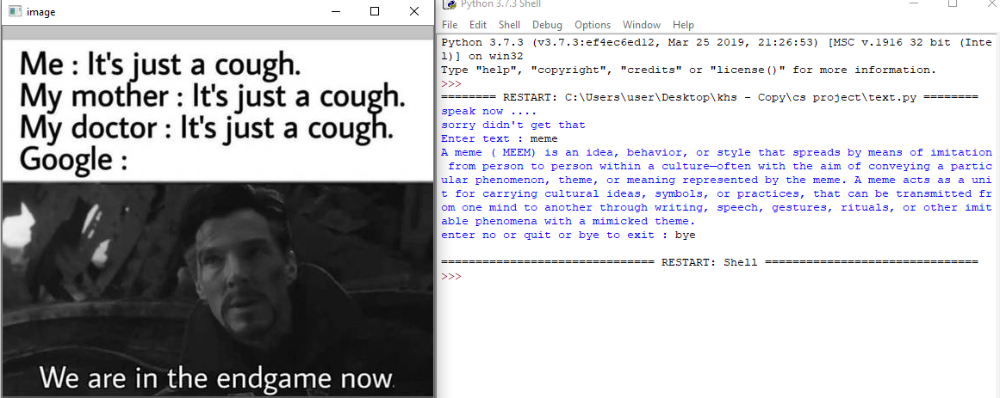 image
Me : It's just a cough.
My mother : It's just a cough.
My doctor : It's just a cough.
Google :
We are in the endgame now.
Python 3.7.3 Shell
File Edit Shell Debug Options Window Help
Python 3.7.3 (v3.7.3:ef4ec6ed12, Mar 25 2019, 21:26:53) [MSC v.1916 32 bit (Inte
l)] on win32
Type "help", "copyright", "credits" or "license()" for more information.
>>>
======== RESTART: C:\Users\user\Desktop\khs - Copy\cs project\text.py ========
speak now ....
sorry didn't get that
Enter text : meme
A meme ( MEEM) is an idea, behavior, or style that spreads by means of imitation
from person to person within a culture—often with the aim of conveying a partic
ular phenomenon, theme, or meaning represented by the meme. A meme acts as a uni
t for carrying cultural ideas, symbols, or practices, that can be transmitted fr
om one mind to another through writing, speech, gestures, rituals, or other imit
able phenomena with a mimicked theme.
enter no or quit or bye to exit : bye
=============================== RESTART: Shell ===============================
>>>